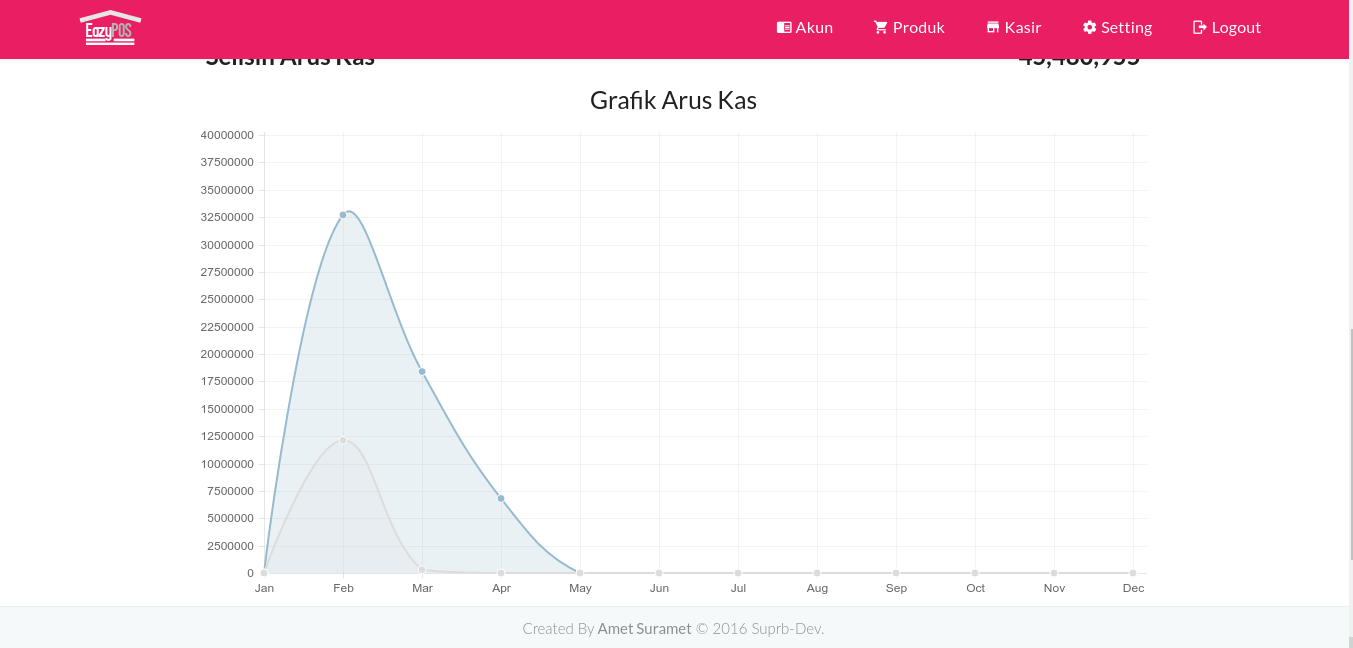 EazyPOS
Akun Produk Kasir Setting Logout
Selisih Arus Kas
Grafik Arus Kas
40000000
37500000
35000000
32500000
30000000
27500000
25000000
22500000
20000000
17500000
15000000
12500000
10000000
7500000
5000000
2500000
0
Jan Feb Mar Apr May Jun Jul Aug Sep Oct Nov Dec
Created By Amet Suramet © 2016 Suprb-Dev.